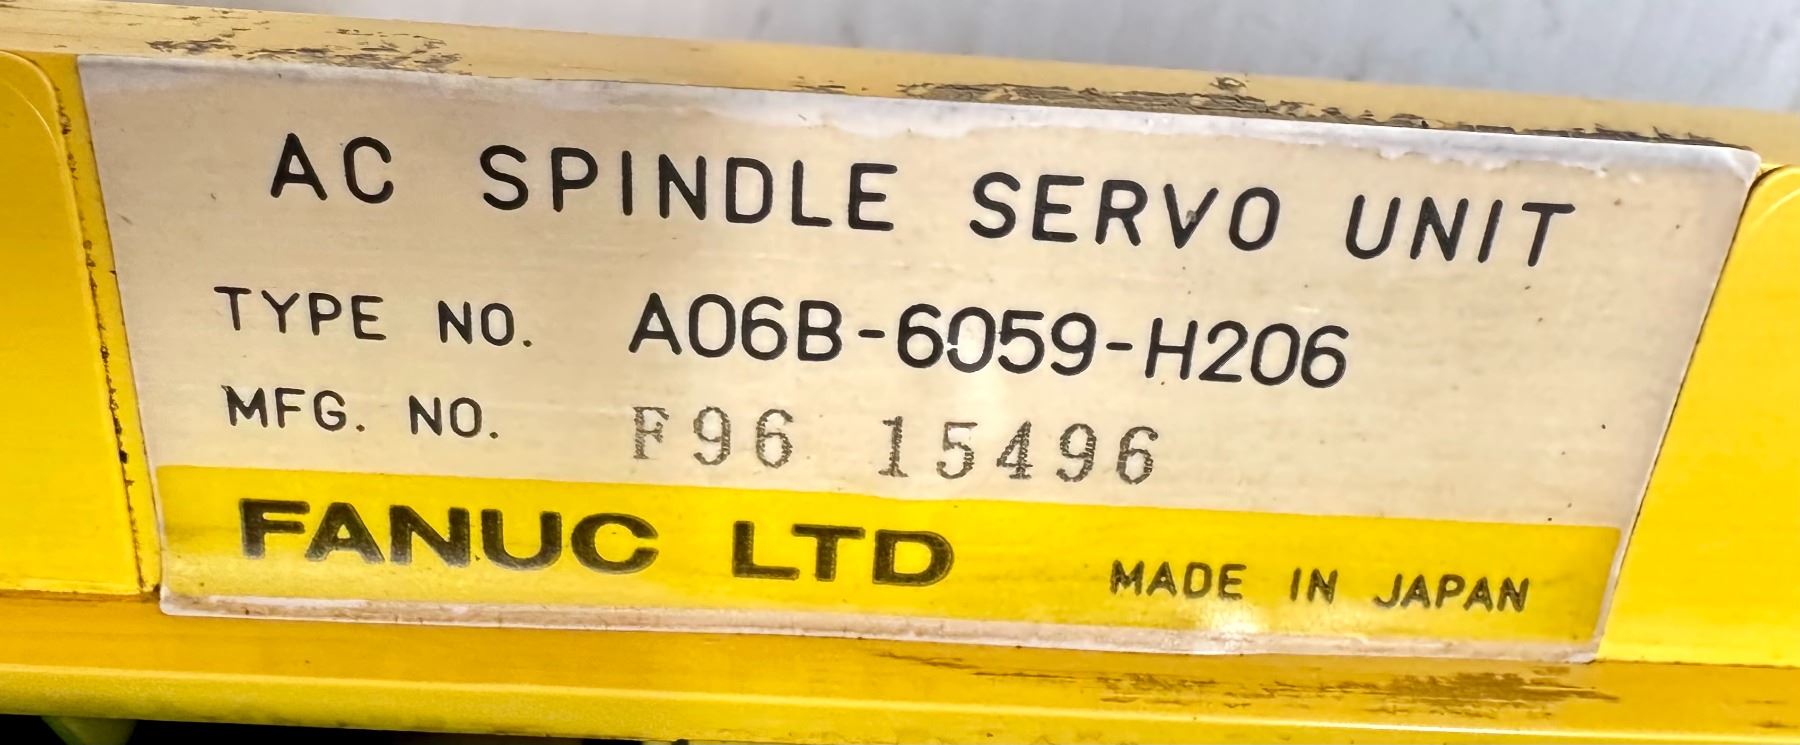 AC SPINDLE SERVO UNIT
TYPE NO. A06B-6059-H206
MFG. NO. F96 15496
FANUC LTD MADE IN JAPAN